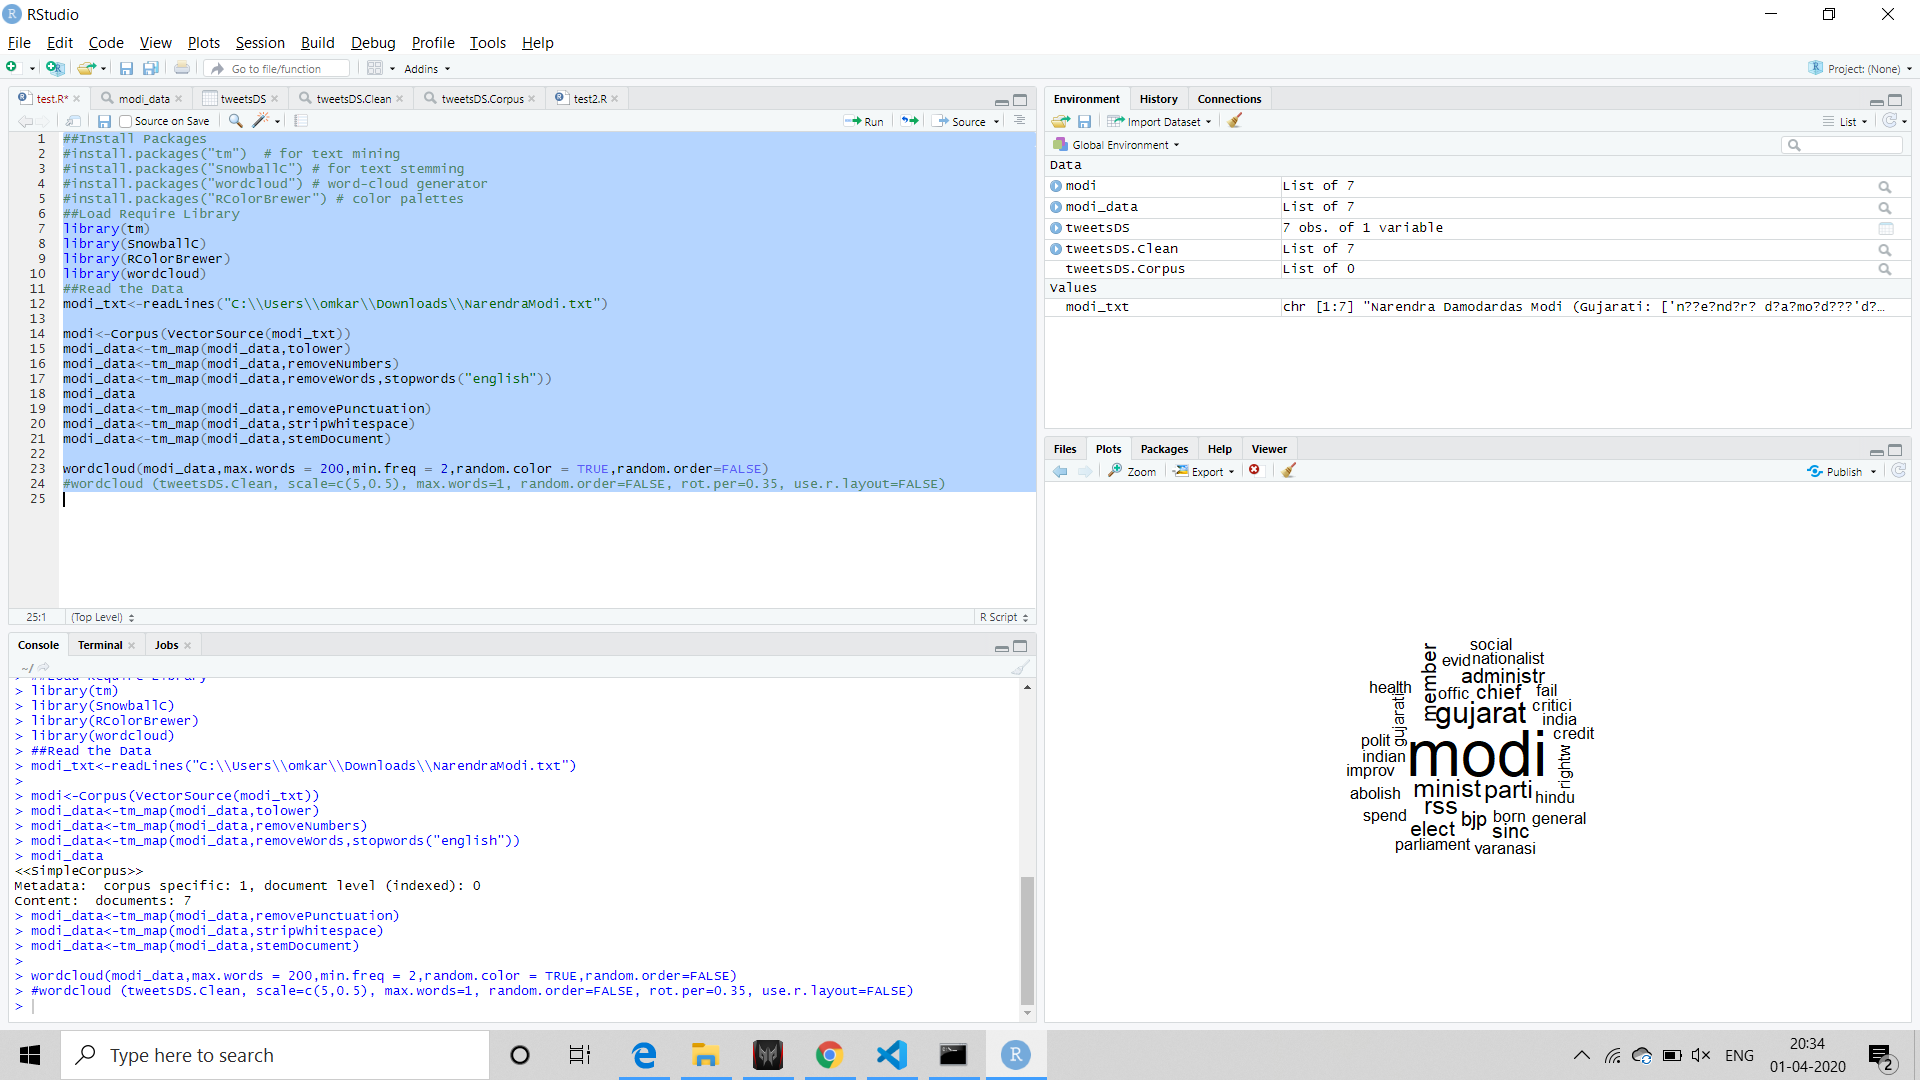 RStudio
File Edit Code View Plots Session Build Debug Profile Tools Help
Go to file/function Addins Project: (None)
test.R* modi_data tweetsDS tweetsDS.Clean tweetsDS.Corpus test2.R
Source on Save Run Source
1 ##Install Packages
2 #install.packages("tm")  # for text mining
3 #install.packages("SnowballC") # for text stemming
4 #install.packages("wordcloud") # word-cloud generator
5 #install.packages("RColorBrewer") # color palettes
6 ##Load Require Library
7 library(tm)
8 library(SnowballC)
9 library(RColorBrewer)
10 library(wordcloud)
11 ##Read the Data
12 modi_txt<-readLines("C:\\Users\\omkar\\Downloads\\NarendraModi.txt")
13
14 modi<-Corpus(VectorSource(modi_txt))
15 modi_data<-tm_map(modi_data,tolower)
16 modi_data<-tm_map(modi_data,removeNumbers)
17 modi_data<-tm_map(modi_data,removeWords,stopwords("english"))
18 modi_data
19 modi_data<-tm_map(modi_data,removePunctuation)
20 modi_data<-tm_map(modi_data,stripWhitespace)
21 modi_data<-tm_map(modi_data,stemDocument)
22
23 wordcloud(modi_data,max.words = 200,min.freq = 2,random.color = TRUE,random.order=FALSE)
24 #wordcloud (tweetsDS.Clean, scale=c(5,0.5), max.words=1, random.order=FALSE, rot.per=0.35, use.r.layout=FALSE)
25
25:1 (Top Level) R Script
Console Terminal Jobs
~/
> ##Load Require Library
> library(tm)
> library(SnowballC)
> library(RColorBrewer)
> library(wordcloud)
> ##Read the Data
> modi_txt<-readLines("C:\\Users\\omkar\\Downloads\\NarendraModi.txt")
>
> modi<-Corpus(VectorSource(modi_txt))
> modi_data<-tm_map(modi_data,tolower)
> modi_data<-tm_map(modi_data,removeNumbers)
> modi_data<-tm_map(modi_data,removeWords,stopwords("english"))
> modi_data
<<SimpleCorpus>>
Metadata:  corpus specific: 1, document level (indexed): 0
Content:  documents: 7
> modi_data<-tm_map(modi_data,removePunctuation)
> modi_data<-tm_map(modi_data,stripWhitespace)
> modi_data<-tm_map(modi_data,stemDocument)
>
> wordcloud(modi_data,max.words = 200,min.freq = 2,random.color = TRUE,random.order=FALSE)
> #wordcloud (tweetsDS.Clean, scale=c(5,0.5), max.words=1, random.order=FALSE, rot.per=0.35, use.r.layout=FALSE)
>
Environment History Connections
Import Dataset List
Global Environment
Data
modi List of 7
modi_data List of 7
tweetsDS 7 obs. of 1 variable
tweetsDS.Clean List of 7
tweetsDS.Corpus List of 0
Values
modi_txt chr [1:7] "Narendra Damodardas Modi (Gujarati: ['n??e?nd?r? d?a?mo?d???'d?…
Files Plots Packages Help Viewer
Zoom Export Publish
social
evid nationalist
member
administr
health offic chief fail
gujarati
gujarat critici
india
polit credit
indian modi rightw
improv
abolish minist parti hindu
rss
spend bjp born general
elect sinc
parliament varanasi
Type here to search
R
ENG 20:34
01-04-2020
2